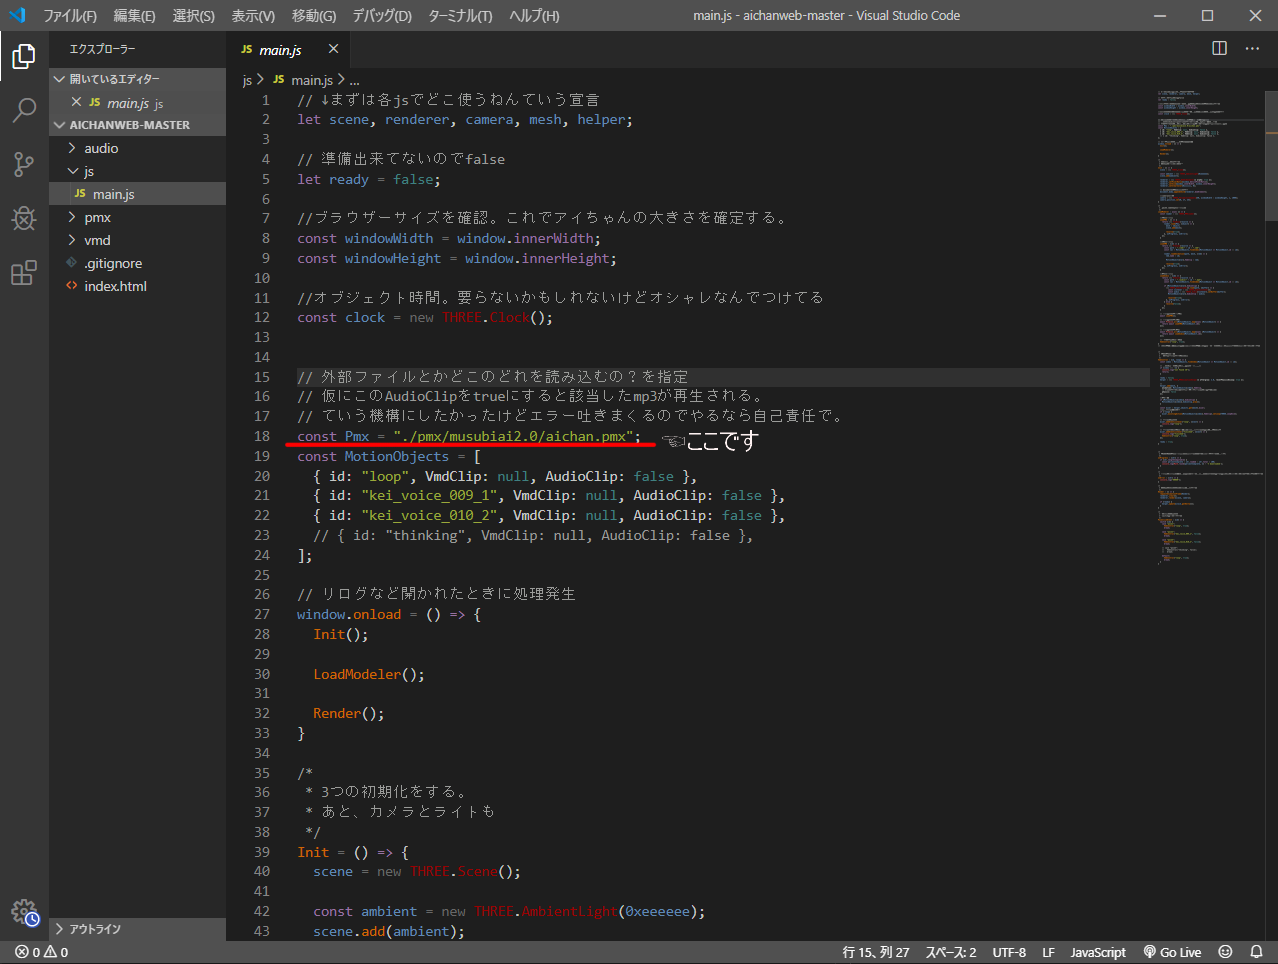 ファイル(F) 編集(E) 選択(S) 表示(V) 移動(G) デバッグ(D) ターミナル(T) ヘルプ(H) main.js - aichanweb-master - Visual Studio Code
エクスプローラー
開いているエディター
JS main.js js
AICHANWEB-MASTER
audio
js
JS main.js
pmx
vmd
.gitignore
<> index.html
アウトライン
JS main.js
js > JS main.js > ...
1 // ↓まずは各jsでどこ使うねんていう宣言
2 let scene, renderer, camera, mesh, helper;
3
4 // 準備出来てないのでfalse
5 let ready = false;
6
7 //ブラウザーサイズを確認。これでアイちゃんの大きさを確定する。
8 const windowWidth = window.innerWidth;
9 const windowHeight = window.innerHeight;
10
11 //オブジェクト時間。要らないかもしれないけどオシャレなんでつけてる
12 const clock = new THREE.Clock();
13
14
15 // 外部ファイルとかどこのどれを読み込むの？を指定
16 // 仮にこのAudioClipをtrueにすると該当したmp3が再生される。
17 // ていう機構にしたかったけどエラー吐きまくるのでやるなら自己責任で。
18 const Pmx = "./pmx/musubiai2.0/aichan.pmx"; ☜ここです
19 const MotionObjects = [
20 { id: "loop", VmdClip: null, AudioClip: false },
21 { id: "kei_voice_009_1", VmdClip: null, AudioClip: false },
22 { id: "kei_voice_010_2", VmdClip: null, AudioClip: false },
23 // { id: "thinking", VmdClip: null, AudioClip: false },
24 ];
25
26 // リログなど開かれたときに処理発生
27 window.onload = () => {
28 Init();
29
30 LoadModeler();
31
32 Render();
33 }
34
35 /*
36 * 3つの初期化をする。
37 * あと、カメラとライトも
38 */
39 Init = () => {
40 scene = new THREE.Scene();
41
42 const ambient = new THREE.AmbientLight(0xeeeeee);
43 scene.add(ambient);
0 0 行 15、列 27 スペース: 2 UTF-8 LF JavaScript Go Live